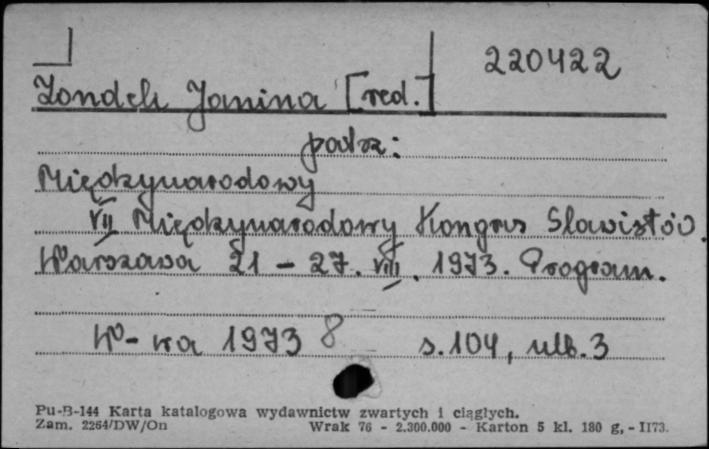 220422
Zondek Janina [red.]
patrz:
Międzynarodowy
VII Międzynarodowy Kongres Slawistów.
Warszawa 21 – 27. VIII. 1973. Program.
W-wa 1973 8 s. 104, nlb. 3
Pu-B-144 Karta katalogowa wydawnictw zwartych i ciągłych.
Zam. 2264/DW/On Wrak 76 - 2.300.000 - Karton 5 kl. 180 g, - II73.